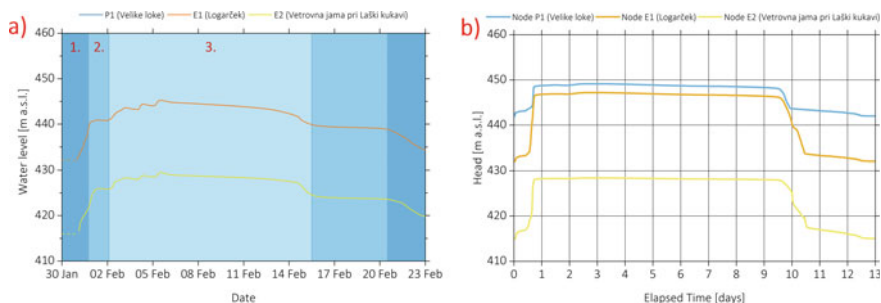 a)
P1 (Velike loke) E1 (Logarček) E2 (Vetrovna jama pri Laški kukavi)
460
450
440
430
420
410
Water level [m a.s.l.]
1. 2. 3.
30 Jan 02 Feb 05 Feb 08 Feb 11 Feb 14 Feb 17 Feb 20 Feb 23 Feb
Date
b)
Node P1 (Velike loke) Node E1 (Logarček) Node E2 (Vetrovna jama pri Laški kukavi)
460
450
440
430
420
410
Head [m a.s.l.]
0 1 2 3 4 5 6 7 8 9 10 11 12 13
Elapsed Time [days]